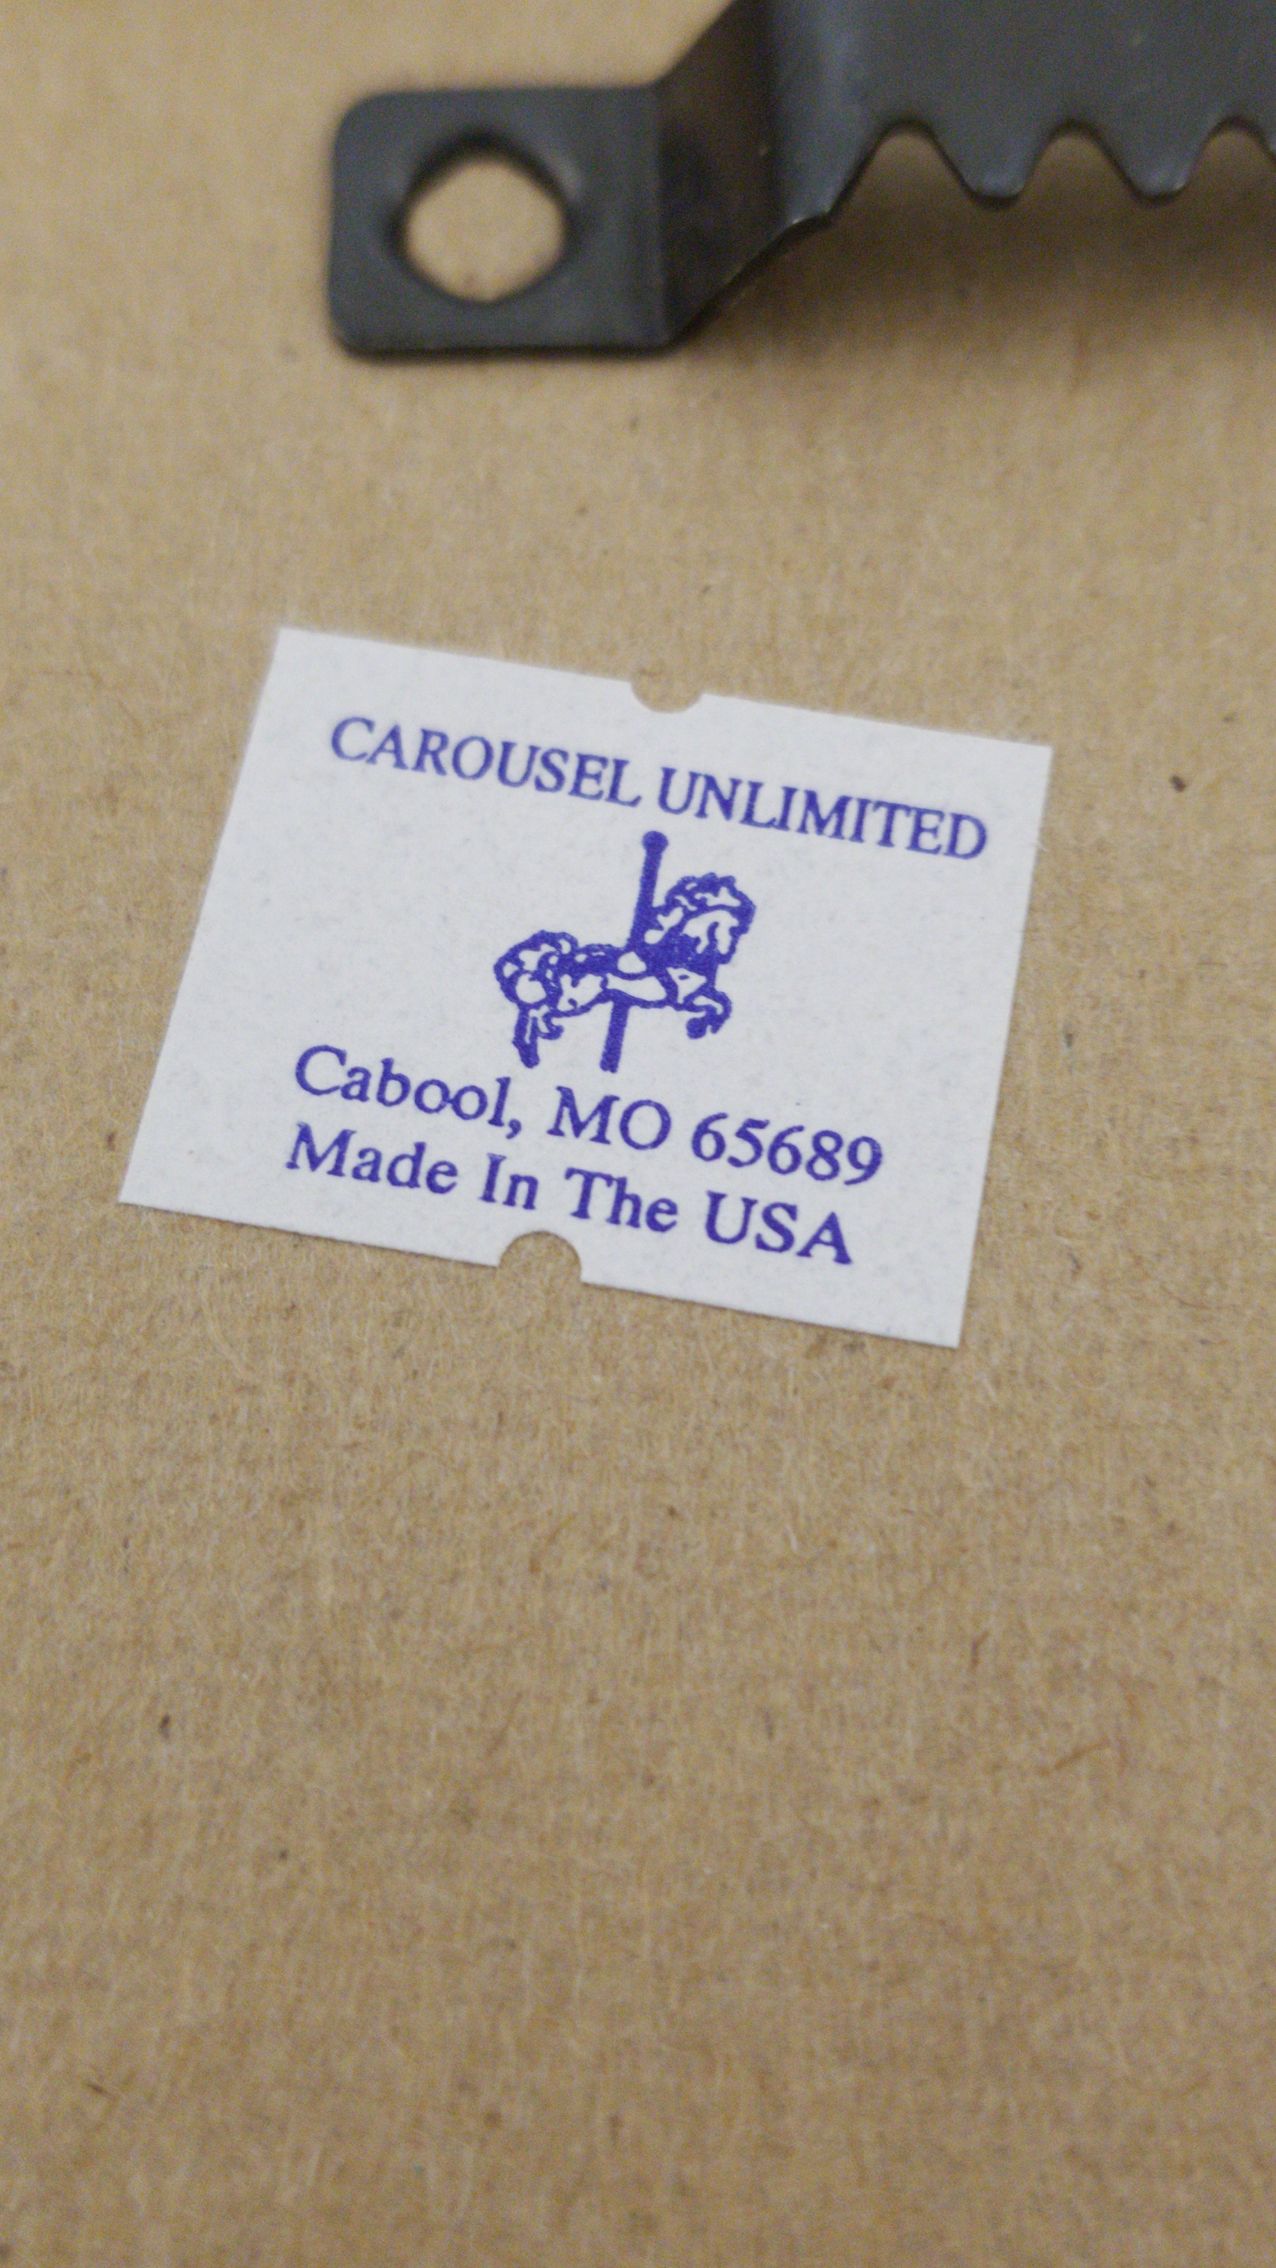 CAROUSEL UNLIMITED
Cabool, MO 65689
Made In The USA